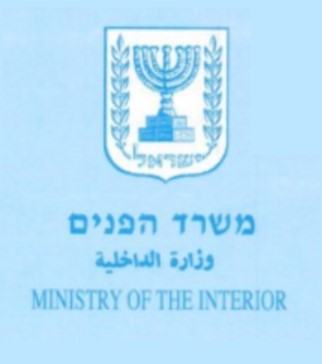 ישראל
משרד הפנים
وزارة الداخلية
MINISTRY OF THE INTERIOR